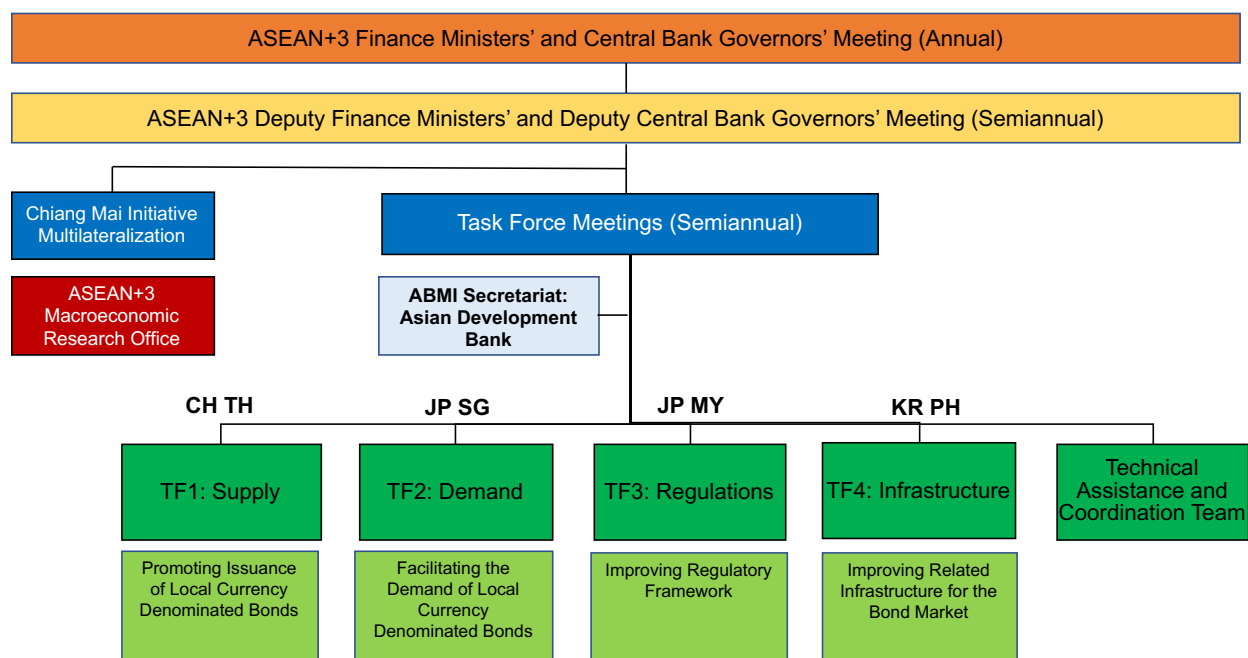 ASEAN+3 Finance Ministers’ and Central Bank Governors’ Meeting (Annual)
ASEAN+3 Deputy Finance Ministers’ and Deputy Central Bank Governors’ Meeting (Semiannual)
Chiang Mai Initiative
Multilateralization
Task Force Meetings (Semiannual)
ASEAN+3
Macroeconomic
Research Office
ABMI Secretariat:
Asian Development
Bank
CH TH
JP SG
JP MY
KR PH
TF1: Supply
TF2: Demand
TF3: Regulations
TF4: Infrastructure
Technical
Assistance and
Coordination Team
Promoting Issuance
of Local Currency
Denominated Bonds
Facilitating the
Demand of Local
Currency
Denominated Bonds
Improving Regulatory
Framework
Improving Related
Infrastructure for the
Bond Market